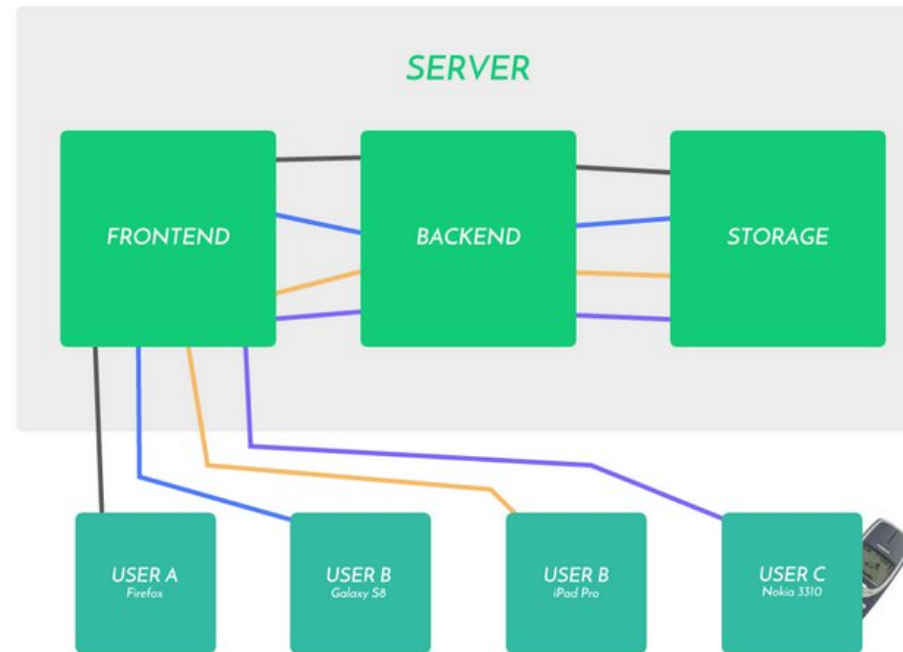 SERVER
FRONTEND
BACKEND
STORAGE
USER A
Firefox
USER B
Galaxy S8
USER B
iPad Pro
USER C
Nokia 3310